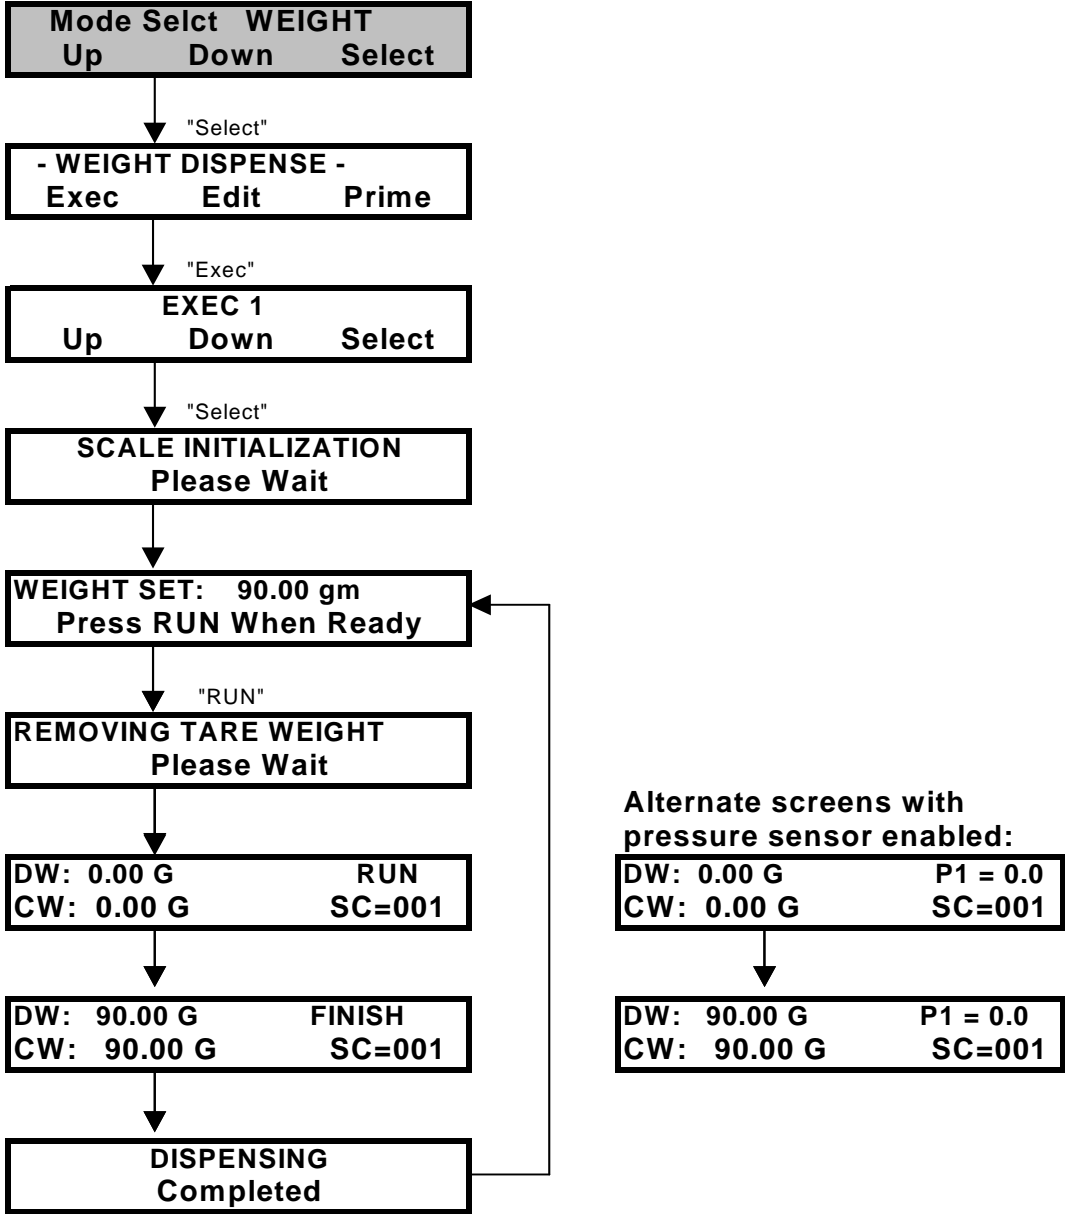 Mode Selct WEIGHT
Up Down Select
"Select"
- WEIGHT DISPENSE -
Exec Edit Prime
"Exec"
EXEC 1
Up Down Select
"Select"
SCALE INITIALIZATION
Please Wait
WEIGHT SET: 90.00 gm
Press RUN When Ready
"RUN"
REMOVING TARE WEIGHT
Please Wait
DW: 0.00 G RUN
CW: 0.00 G SC=001
DW: 90.00 G FINISH
CW: 90.00 G SC=001
DISPENSING
Completed
Alternate screens with
pressure sensor enabled:
DW: 0.00 G P1 = 0.0
CW: 0.00 G SC=001
DW: 90.00 G P1 = 0.0
CW: 90.00 G SC=001